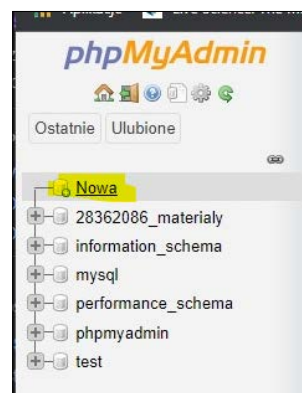 phpMyAdmin
Ostatnie Ulubione
Nowa
28362086_materialy
information_schema
mysql
performance_schema
phpmyadmin
test